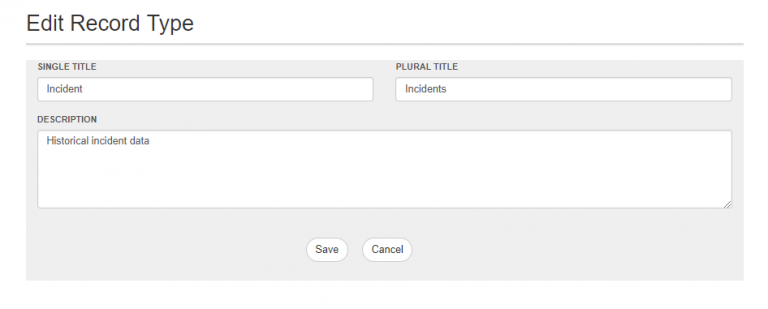 Edit Record Type
SINGLE TITLE PLURAL TITLE
Incident Incidents
DESCRIPTION
Historical incident data
Save Cancel